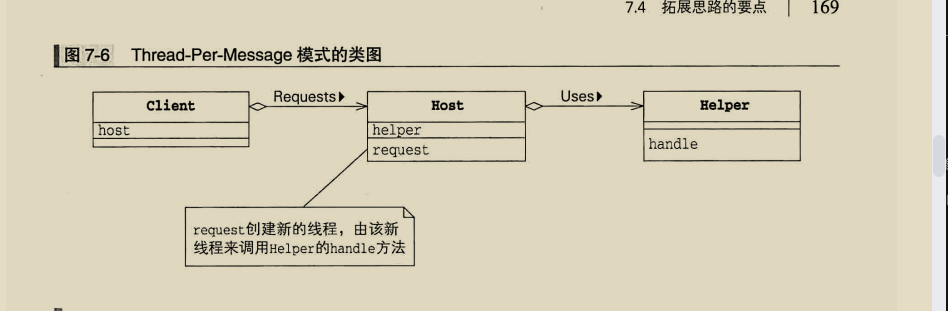 7.4 拓展思路的要点 | 169
图 7-6 Thread-Per-Message 模式的类图
Client
host
Requests▶
Host
helper
request
Uses▶
Helper
handle
request创建新的线程，由该新
线程来调用Helper的handle方法